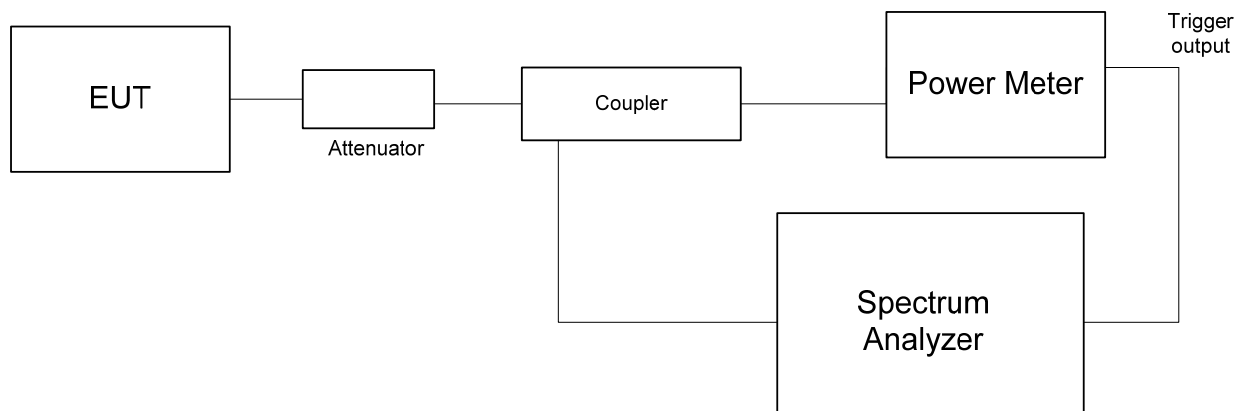 EUT
Attenuator
Coupler
Power Meter
Trigger
output
Spectrum
Analyzer